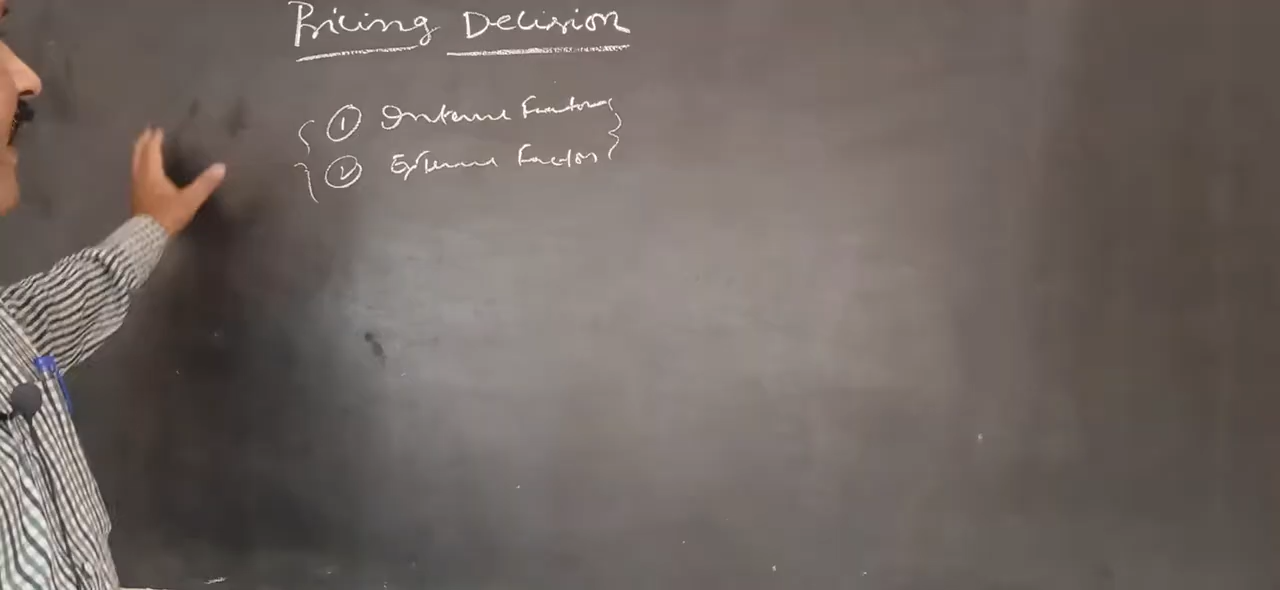 Pricing Decision
① Internal Factors
② External Factors